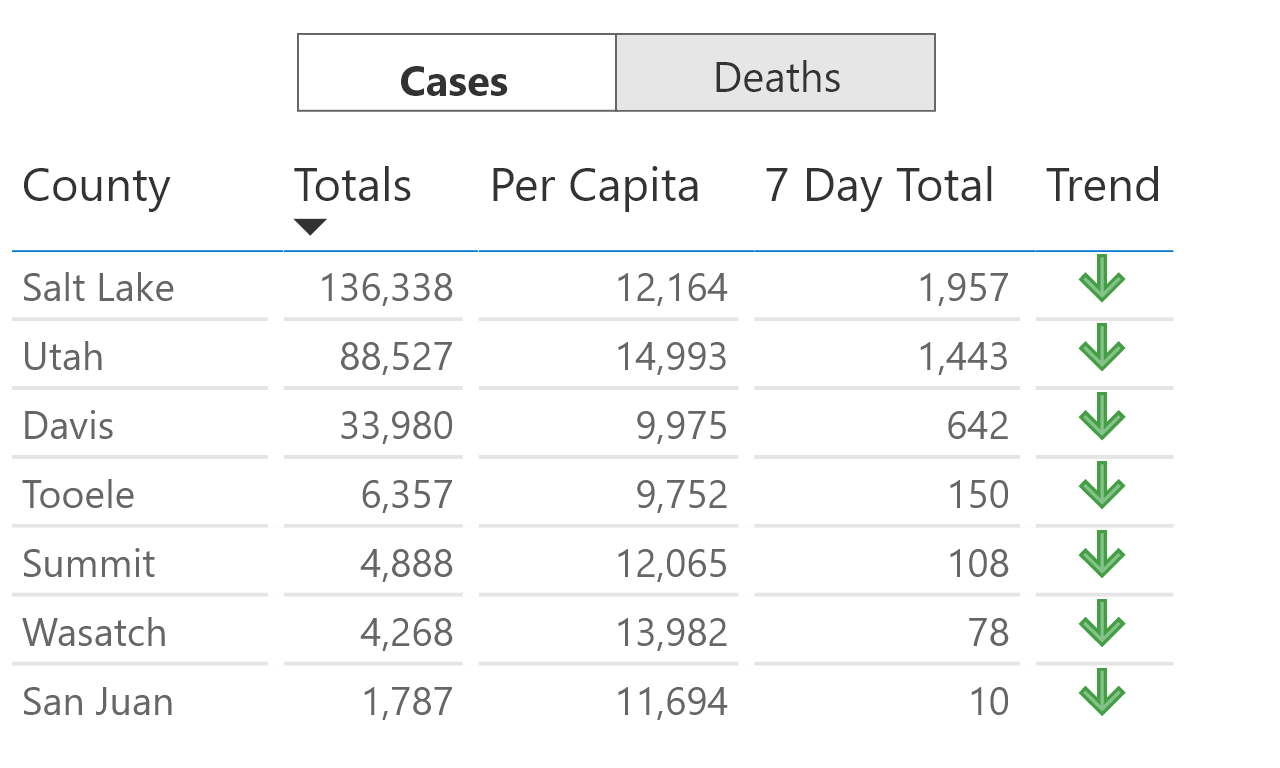 Cases Deaths
County Totals Per Capita 7 Day Total Trend
Salt Lake 136,338 12,164 1,957
Utah 88,527 14,993 1,443
Davis 33,980 9,975 642
Tooele 6,357 9,752 150
Summit 4,888 12,065 108
Wasatch 4,268 13,982 78
San Juan 1,787 11,694 10